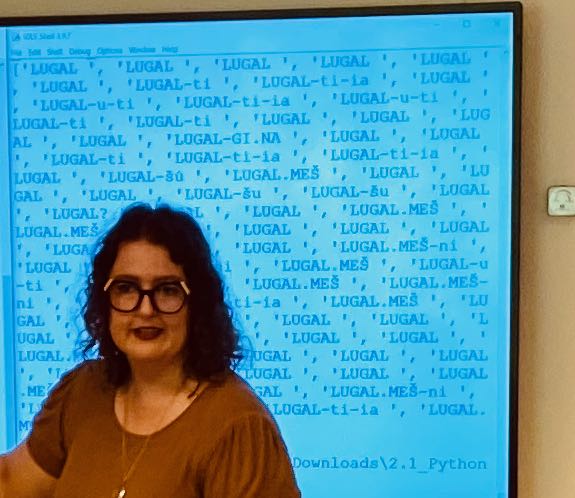 IDLE Shell 3.9.7
File Edit Shell Debug Options Window Help
['LUGAL ', 'LUGAL ', 'LUGAL ', 'LUGAL ', 'LUGAL '
, 'LUGAL ', 'LUGAL-ti ', 'LUGAL-ti-ia ', 'LUGAL '
, 'LUGAL-u-ti ', 'LUGAL-ti-ia ', 'LUGAL-u-ti ', '
LUGAL-ti ', 'LUGAL-ti ', 'LUGAL ', 'LUGAL ', 'LUG
AL ', 'LUGAL ', 'LUGAL-GI.NA ', 'LUGAL ', 'LUGAL '
, 'LUGAL-ti ', 'LUGAL-ti-ia ', 'LUGAL-ti-ia ', '
LUGAL ', 'LUGAL-šú ', 'LUGAL.MEŠ ', 'LUGAL ', 'LU
GAL ', 'LUGAL ', 'LUGAL-šu ', 'LUGAL-šu ', 'LUGAL
', 'LUGAL? ', 'LUGAL ', 'LUGAL.MEŠ
LUGAL.MEŠ 'LUGAL ', 'LUGAL.MEŠ ', '
'LUGAL ', 'LUGAL.MEŠ-ni ',
'LUGAL ', 'LUGAL.MEŠ ', 'LUGAL-u
-ti ', 'LUGAL ', 'LUGAL.MEŠ-
ni ', ti-ia ', 'LUGAL.MEŠ ', 'LU
GAL 'LUGAL ', 'LUGAL ', 'L
UGAL 'LUGAL ', 'LUGAL ', '
LUGAL.M UGAL ', 'LUGAL ', 'LUGAL
.MEŠ GAL ', 'LUGAL.MEŠ-ni ',
LUGAL-ti-ia ', 'LUGAL.
Downloads\2.1_Python